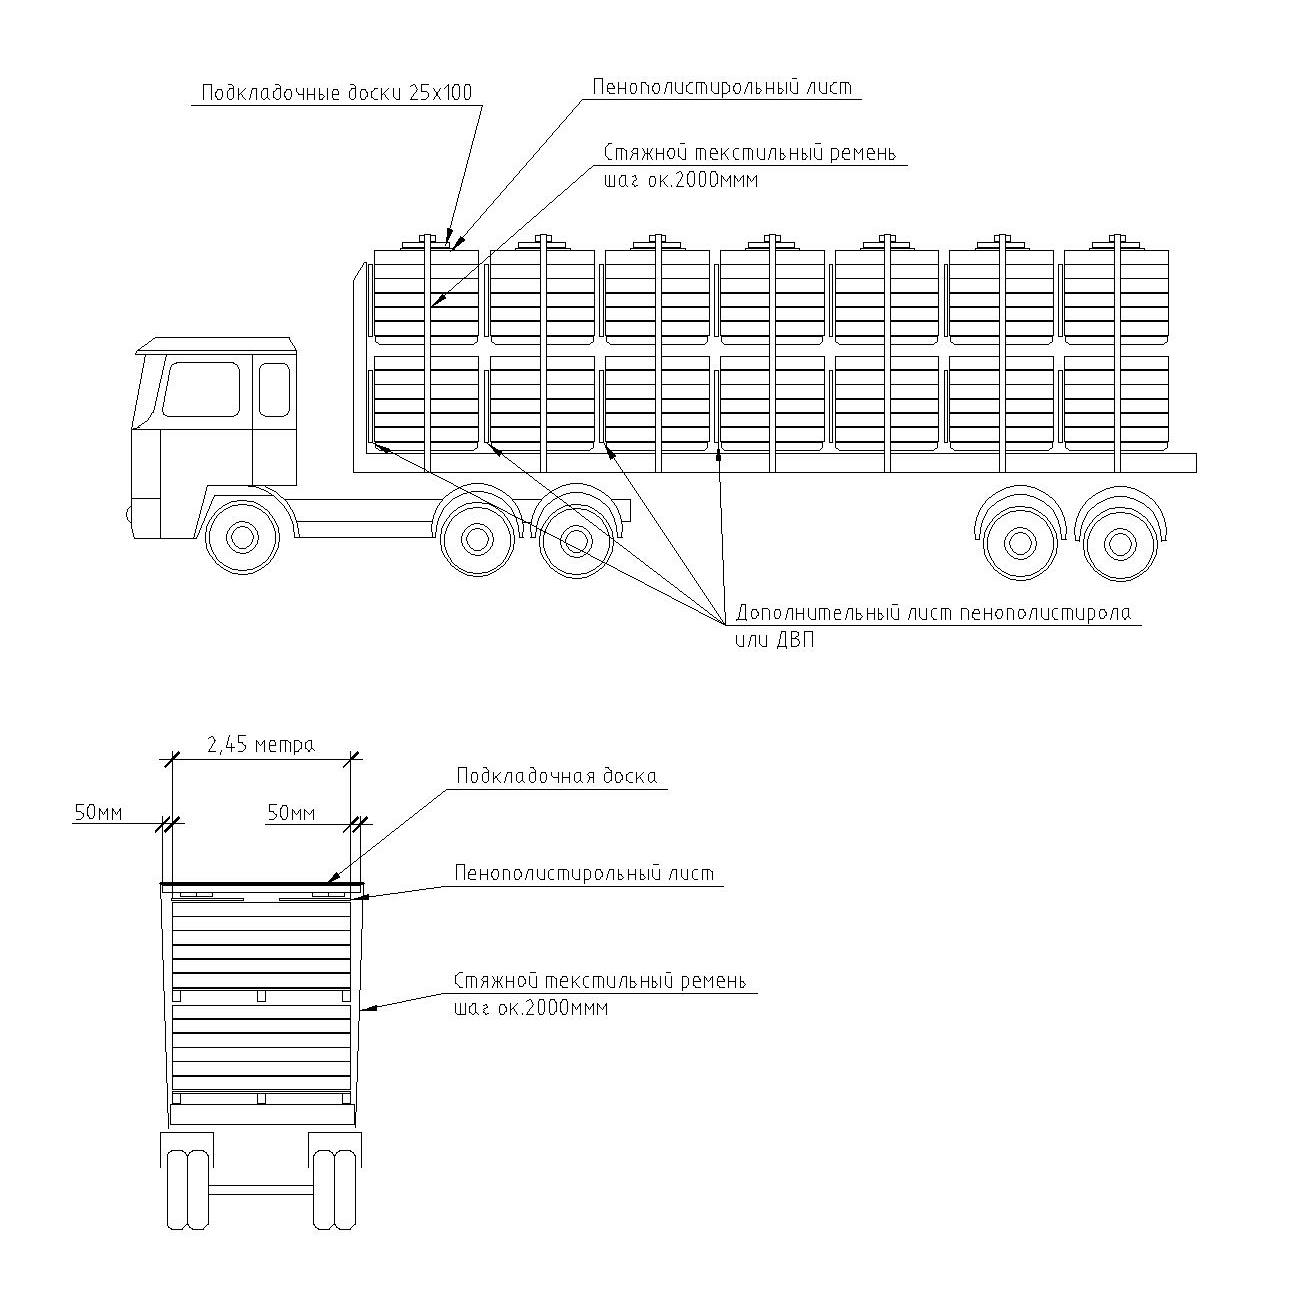 Подкладочные доски 25х100
Пенополистирольный лист
Стяжной текстильный ремень
шаг ок.2000ммм
Дополнительный лист пенополистирола
или ДВП
2,45 метра
Подкладочная доска
50мм
50мм
Пенополистирольный лист
Стяжной текстильный ремень
шаг ок.2000ммм